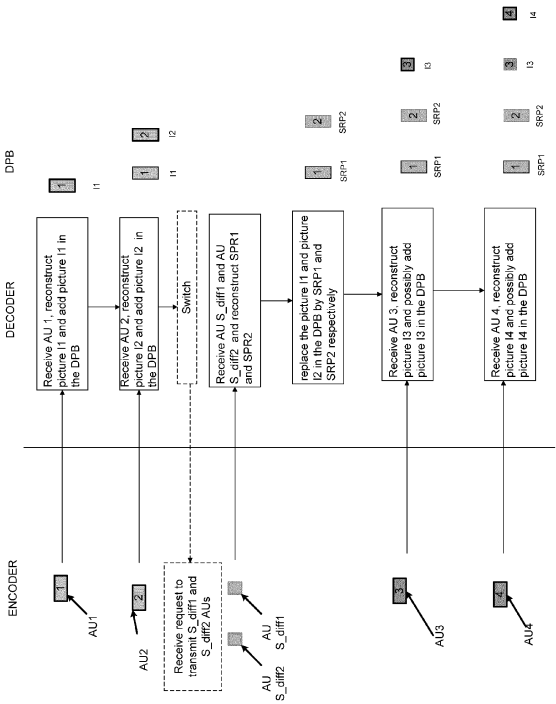 ENCODER
DECODER
DPB
1
AU1
Receive AU 1, reconstruct
picture I1 and add picture I1 in
the DPB
1
I1
2
AU2
Receive AU 2, reconstruct
picture I2 and add picture I2 in
the DPB
1
I1
2
I2
Receive request to
transmit S_diff1 and
S_diff2 AUs
Switch
AU
S_diff2
AU
S_diff1
Receive AU S_diff1 and AU
S_diff2 and reconstruct SPR1
and SPR2
replace the picture I1 and picture
I2 in the DPB by SRP1 and
SRP2 respectively
1
SRP1
2
SRP2
3
AU3
Receive AU 3, reconstruct
picture I3 and possibly add
picture I3 in the DPB
1
SRP1
2
SRP2
3
I3
4
AU4
Receive AU 4, reconstruct
picture I4 and possibly add
picture I4 in the DPB
1
SRP1
2
SRP2
3
I3
4
I4